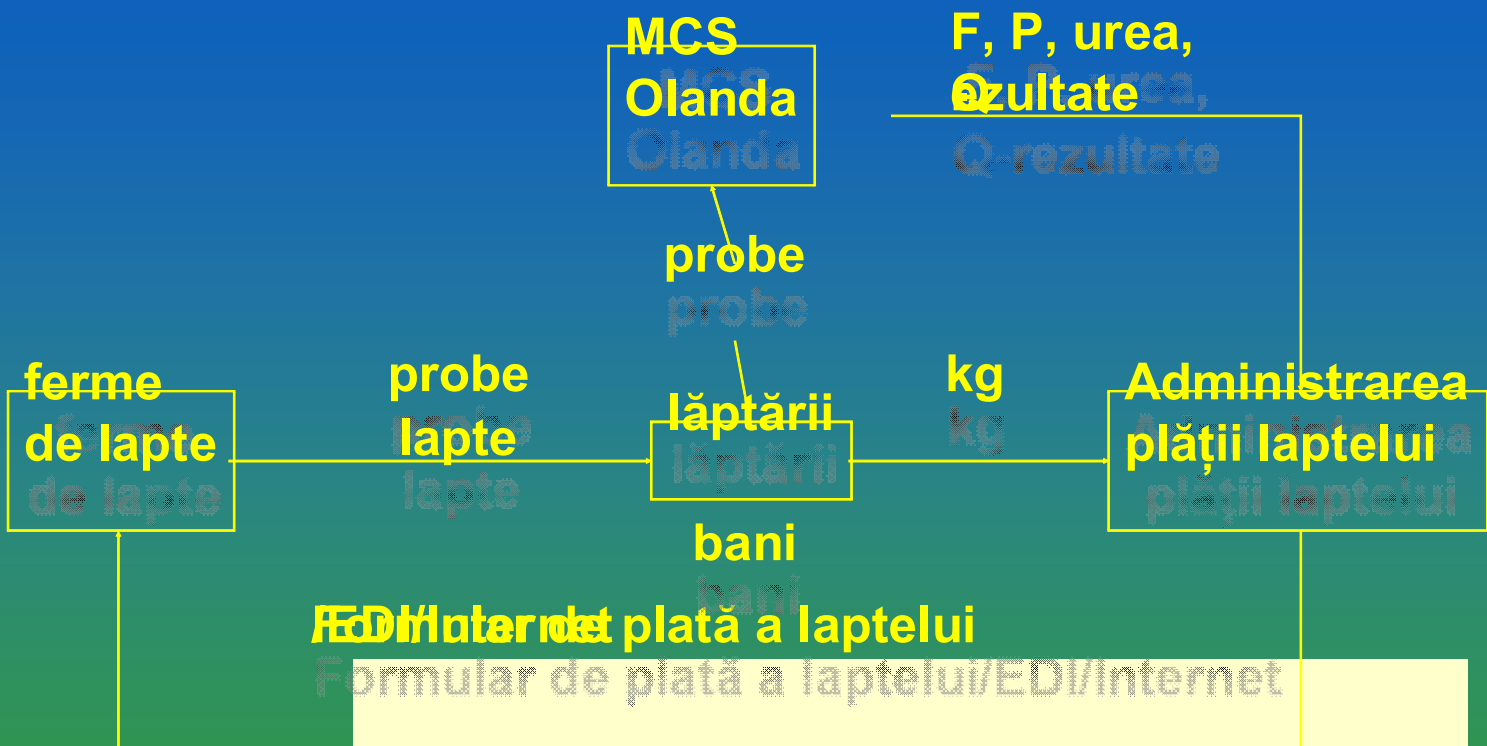 MCS
Olanda
F, P, urea,
Q-rezultate
probe
ferme
de lapte
probe
lapte
lăptării
kg
Administrarea
plății laptelui
bani
Formular de plată a laptelui/EDI/Internet